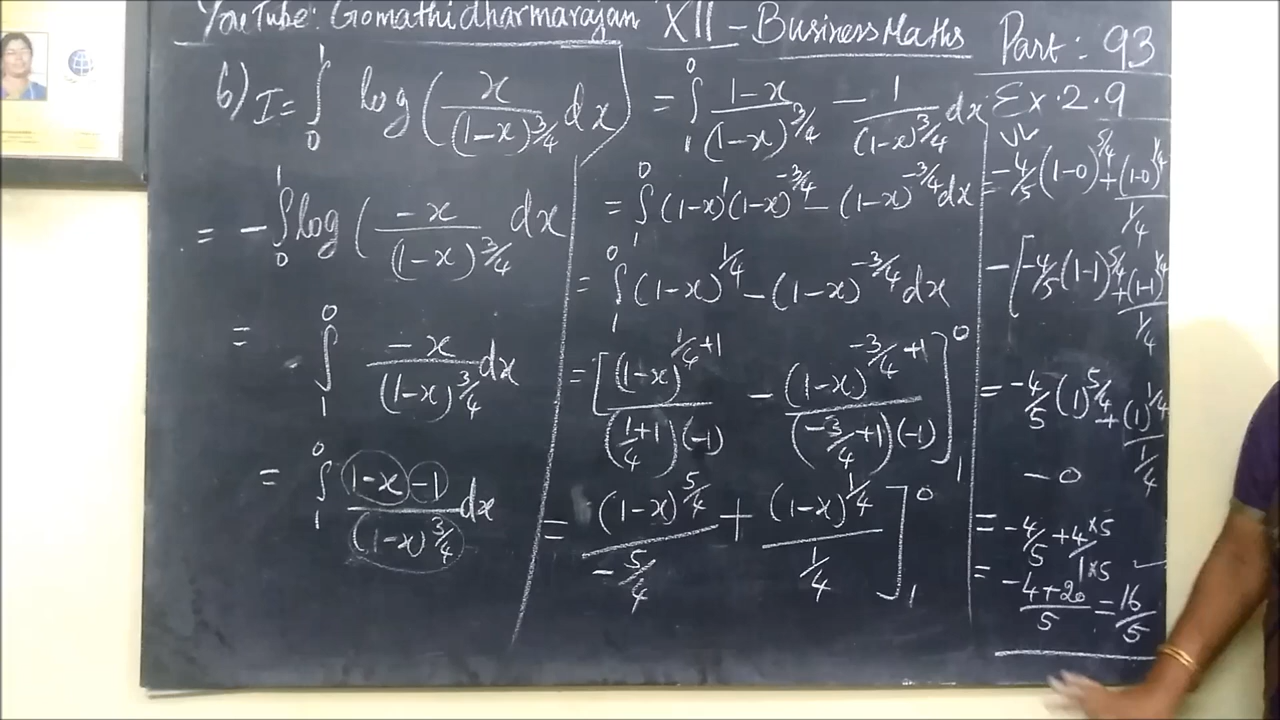 YouTube: Gomathidharmarajan XII - Business Maths Part: 93
Ex. 2.9
6) I = ∫₀¹ log ( x / (1-x)^3/4 dx )
= - ∫₀¹ log ( -x / (1-x)^3/4 dx
= ∫₁⁰ -x / (1-x)^3/4 dx
= ∫₁⁰ 1-x -1 / (1-x)^3/4 dx
= ∫₁⁰ 1-x / (1-x)^3/4 - 1 / (1-x)^3/4 dx
= ∫₁⁰ (1-x)^1 (1-x)^-3/4 - (1-x)^-3/4 dx
= ∫₁⁰ (1-x)^1/4 - (1-x)^-3/4 dx
= [ (1-x)^1/4+1 / (1/4+1)(-1) - (1-x)^-3/4+1 / (-3/4+1)(-1) ]₁⁰
= (1-x)^5/4 / -5/4 + (1-x)^1/4 / 1/4 ]₁⁰
= -4/5 (1-0)^5/4 + (1-0)^1/4 / 1/4
- [ -4/5 (1-1)^5/4 + (1-1)^1/4 / 1/4
= -4/5 (1)^5/4 + (1)^1/4 / 1/4
- 0
= -4/5 + 4×5 / 1×5
= -4+20 / 5 = 16/5